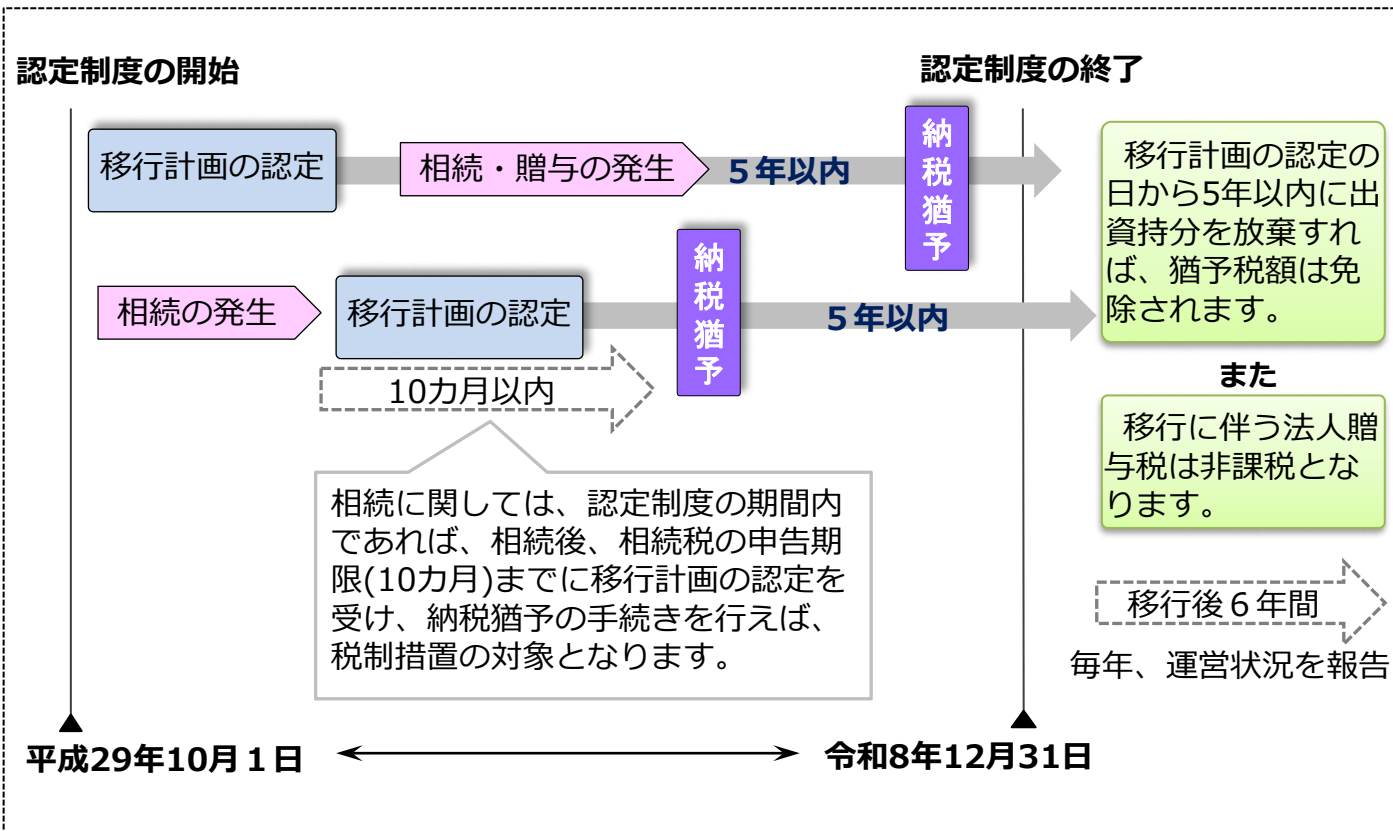 認定制度の開始
認定制度の終了
移行計画の認定
相続・贈与の発生
5年以内
納税猶予
相続の発生
移行計画の認定
納税猶予
5年以内
10カ月以内
相続に関しては、認定制度の期間内
であれば、相続後、相続税の申告期
限(10カ月)までに移行計画の認定を
受け、納税猶予の手続きを行えば、
税制措置の対象となります。
移行計画の認定の
日から5年以内に出
資持分を放棄すれ
ば、猶予税額は免
除されます。
また
移行に伴う法人贈
与税は非課税とな
ります。
移行後６年間
毎年、運営状況を報告
平成29年10月１日
令和8年12月31日